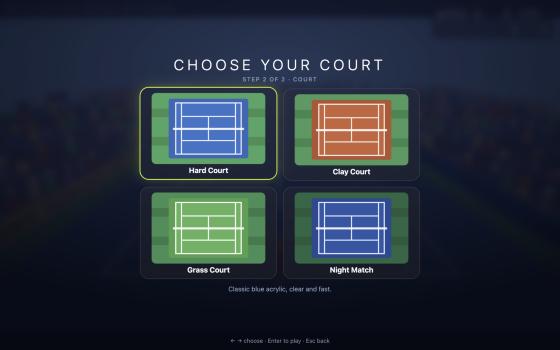 CHOOSE YOUR COURT
STEP 2 OF 3 · COURT
Hard Court
Clay Court
Grass Court
Night Match
Classic blue acrylic, clear and fast.
← → choose · Enter to play · Esc back